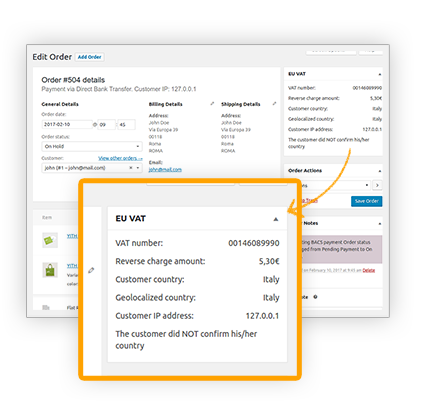 Edit Order Add Order
Order #504 details
Payment via Direct Bank Transfer. Customer IP: 127.0.0.1
General Details
Order date:
2017-02-10 @ 09 : 45
Order status:
On Hold
Customer: View other orders →
john (#1 – john@mail.com) ×
Billing Details
Address:
John Doe
Via Europa 39
00118
Roma
ROMA
Email:
john@mail.com
Shipping Details
Address:
John Doe
Via Europa 39
00118
Roma
ROMA
EU VAT
VAT number: 00146089990
Reverse charge amount: 5,30€
Customer country: Italy
Geolocalized country: Italy
Customer IP address: 127.0.0.1
The customer did NOT confirm his/her
country
Order Actions
Save Order
Notes
BACS payment Order status
from Pending Payment to On
on February 10, 2017 at 9:45 am Delete
Item
YITH
YITH
Flat
EU VAT
VAT number: 00146089990
Reverse charge amount: 5,30€
Customer country: Italy
Geolocalized country: Italy
Customer IP address: 127.0.0.1
The customer did NOT confirm his/her
country